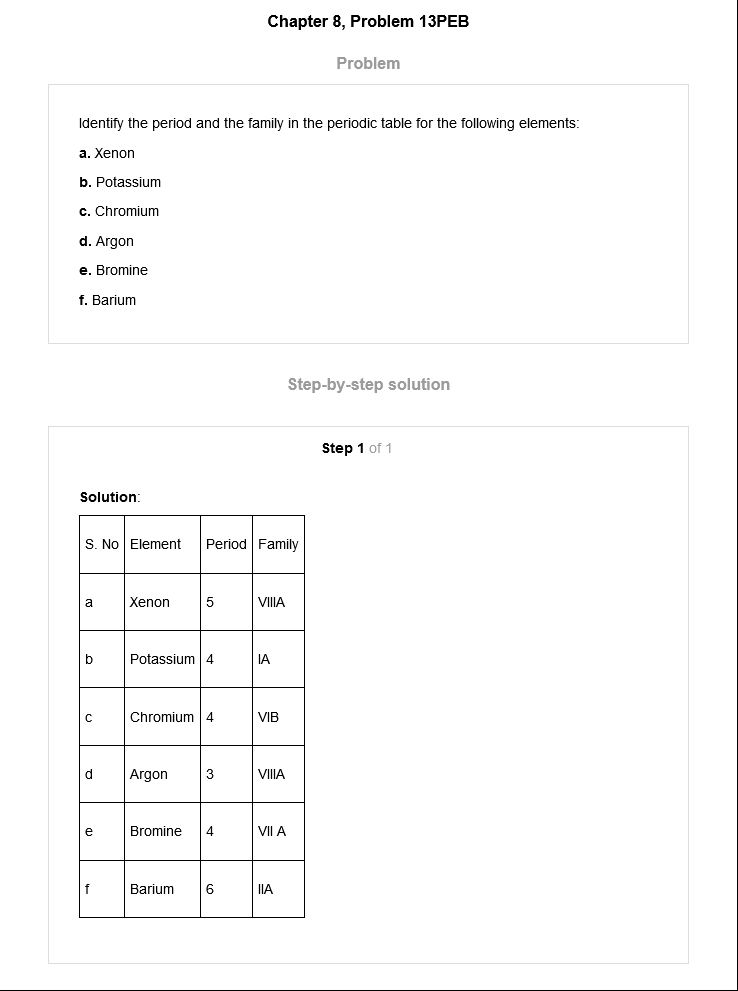 Chapter 8, Problem 13PEB
Problem
Identify the period and the family in the periodic table for the following elements:
a. Xenon
b. Potassium
c. Chromium
d. Argon
e. Bromine
f. Barium
Step-by-step solution
Step 1 of 1
Solution:
S. No Element Period Family
a Xenon 5 VIIIA
b Potassium 4 IA
c Chromium 4 VIB
d Argon 3 VIIIA
e Bromine 4 VII A
f Barium 6 IIA